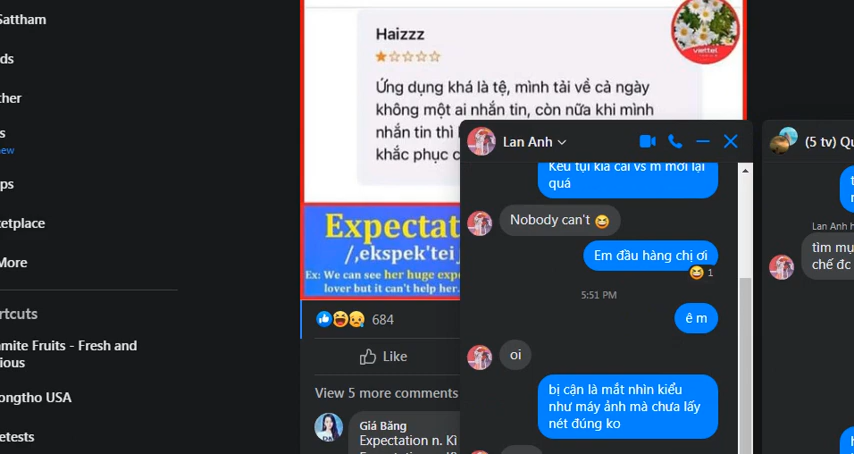 Sattham
ds
her
s
ew
ps
etplace
More
rtcuts
mite Fruits - Fresh and
ious
ongtho USA
etests
Haizzz
viettel
Ứng dụng khá là tệ, mình tải về cả ngày
không một ai nhắn tin, còn nữa khi mình
nhắn tin thì
khắc phục
Expectat
/,ekspek'tei
Ex: We can see her huge expe
lover but it can't help her.
684
Like
View 5 more comments
Giá Băng
Expectation n. Kì
Lan Anh
Kêu tụi kia cãi vs m mới lại
quá
Nobody can't 😆
Em đầu hàng chị ơi
😆 1
5:51 PM
ê m
oi
bị cận là mắt nhìn kiểu
như máy ảnh mà chưa lấy
nét đúng ko
(5 tv) Qu
Lan Anh
tìm mụ
chế đc